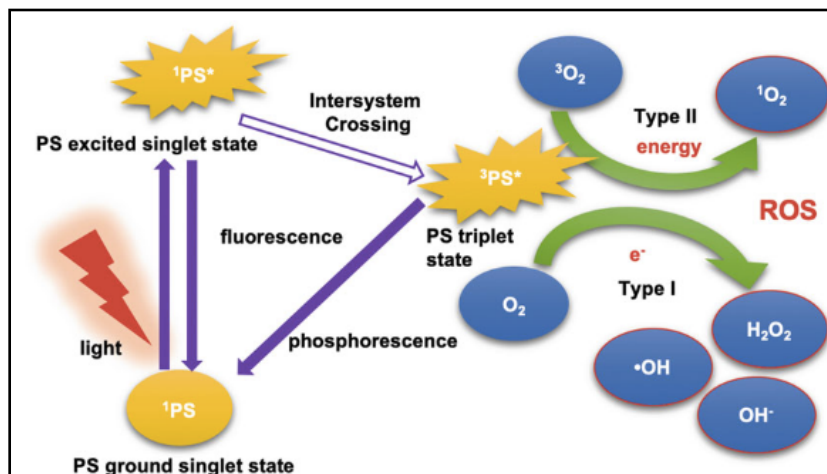 ¹PS*
PS excited singlet state
Intersystem
Crossing
³PS*
PS triplet
state
³O₂
¹O₂
Type II
energy
ROS
fluorescence
e⁻
Type I
O₂
H₂O₂
•OH
OH⁻
light
phosphorescence
¹PS
PS ground singlet state